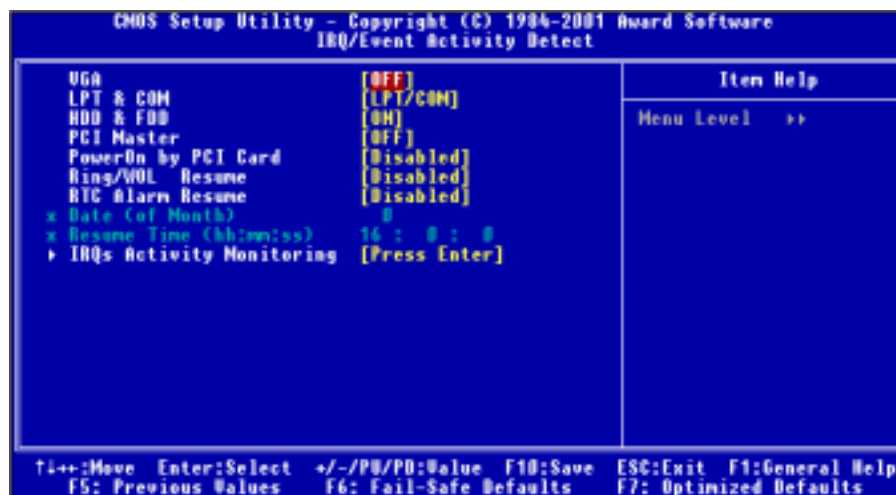 CMOS Setup Utility - Copyright (C) 1984-2001 Award Software
IRQ/Event Activity Detect
VGA [OFF]
LPT & COM [LPT/COM]
HDD & FDD [ON]
PCI Master [OFF]
PowerOn by PCI Card [Disabled]
Ring/WOL Resume [Disabled]
RTC Alarm Resume [Disabled]
x Date (of Month) 0
x Resume Time (hh:mm:ss) 16 : 0 : 0
▸ IRQs Activity Monitoring [Press Enter]
Item Help
Menu Level ▸▸
↑↓→←:Move Enter:Select +/-/PU/PD:Value F10:Save ESC:Exit F1:General Help
F5: Previous Values F6: Fail-Safe Defaults F7: Optimized Defaults